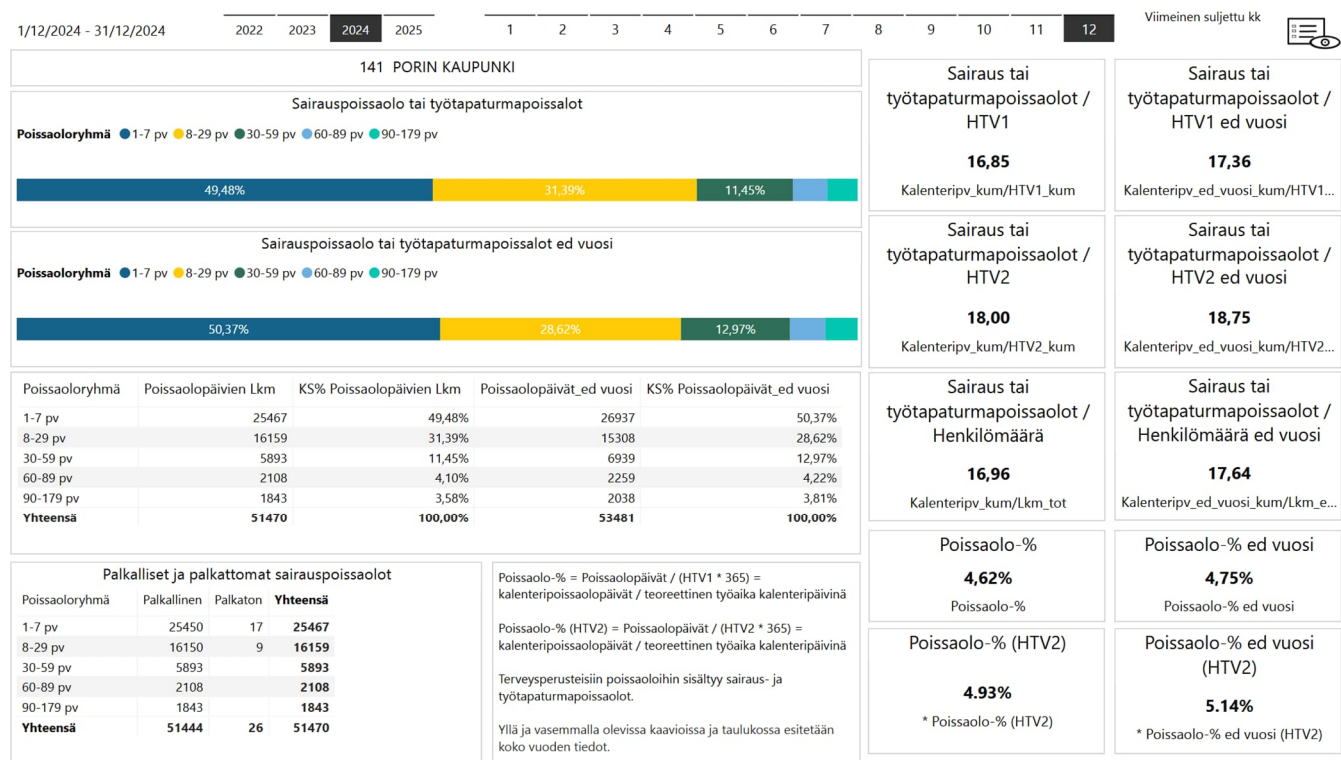 1/12/2024 - 31/12/2024
2022 2023 2024 2025
1 2 3 4 5 6 7 8 9 10 11 12
Viimeinen suljettu kk
141 PORIN KAUPUNKI
Sairauspoissaolo tai työtapaturmapoissalot
Poissaoloryhmä 1-7 pv 8-29 pv 30-59 pv 60-89 pv 90-179 pv
49,48% 31,39% 11,45%
Sairauspoissaolo tai työtapaturmapoissalot ed vuosi
Poissaoloryhmä 1-7 pv 8-29 pv 30-59 pv 60-89 pv 90-179 pv
50,37% 28,62% 12,97%
Poissaoloryhmä Poissaolopäivien Lkm KS% Poissaolopäivien Lkm Poissaolopäivät_ed vuosi KS% Poissaolopäivät_ed vuosi
1-7 pv 25467 49,48% 26937 50,37%
8-29 pv 16159 31,39% 15308 28,62%
30-59 pv 5893 11,45% 6939 12,97%
60-89 pv 2108 4,10% 2259 4,22%
90-179 pv 1843 3,58% 2038 3,81%
Yhteensä 51470 100,00% 53481 100,00%
Palkalliset ja palkattomat sairauspoissaolot
Poissaoloryhmä Palkallinen Palkaton Yhteensä
1-7 pv 25450 17 25467
8-29 pv 16150 9 16159
30-59 pv 5893 5893
60-89 pv 2108 2108
90-179 pv 1843 1843
Yhteensä 51444 26 51470
Poissaolo-% = Poissaolopäivät / (HTV1 * 365) =
kalenteripoissaolopäivät / teoreettinen työaika kalenteripäivinä
Poissaolo-% (HTV2) = Poissaolopäivät / (HTV2 * 365) =
kalenteripoissaolopäivät / teoreettinen työaika kalenteripäivinä
Terveysperusteisiin poissaoloihin sisältyy sairaus- ja
työtapaturmapoissaolot.
Yllä ja vasemmalla olevissa kaavioissa ja taulukossa esitetään
koko vuoden tiedot.
Sairaus tai
työtapaturmapoissaolot /
HTV1
16,85
Kalenteripv_kum/HTV1_kum
Sairaus tai
työtapaturmapoissaolot /
HTV1 ed vuosi
17,36
Kalenteripv_ed_vuosi_kum/HTV1...
Sairaus tai
työtapaturmapoissaolot /
HTV2
18,00
Kalenteripv_kum/HTV2_kum
Sairaus tai
työtapaturmapoissaolot /
HTV2 ed vuosi
18,75
Kalenteripv_ed_vuosi_kum/HTV2...
Sairaus tai
työtapaturmapoissaolot /
Henkilömäärä
16,96
Kalenteripv_kum/Lkm_tot
Sairaus tai
työtapaturmapoissaolot /
Henkilömäärä ed vuosi
17,64
Kalenteripv_ed_vuosi_kum/Lkm_e...
Poissaolo-%
4,62%
Poissaolo-%
Poissaolo-% ed vuosi
4,75%
Poissaolo-% ed vuosi
Poissaolo-% (HTV2)
4.93%
* Poissaolo-% (HTV2)
Poissaolo-% ed vuosi
(HTV2)
5.14%
* Poissaolo-% ed vuosi (HTV2)